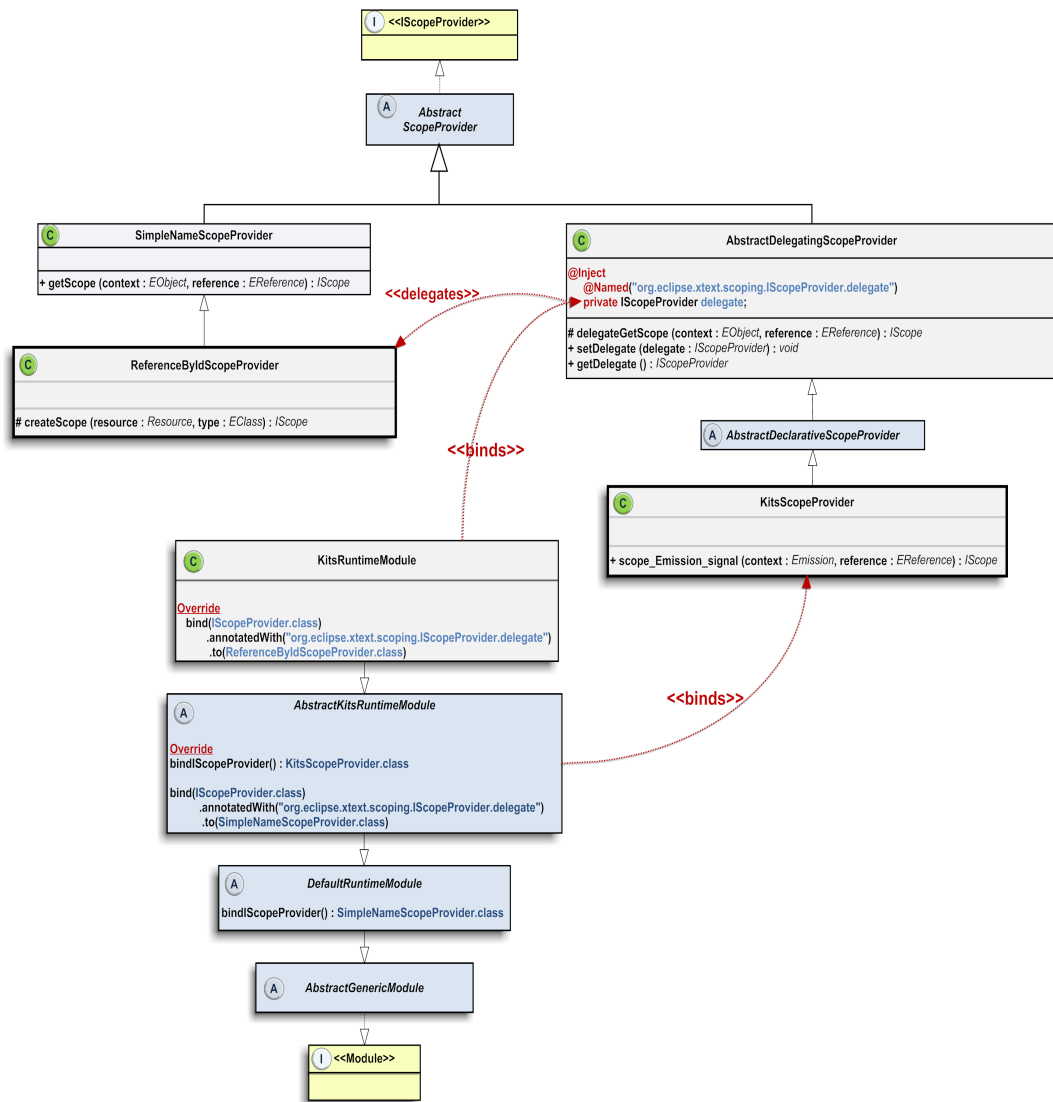 I <<IScopeProvider>>
A Abstract
ScopeProvider
C SimpleNameScopeProvider
+ getScope (context : EObject, reference : EReference) : IScope
C AbstractDelegatingScopeProvider
@Inject
@Named("org.eclipse.xtext.scoping.IScopeProvider.delegate")
private IScopeProvider delegate;
# delegateGetScope (context : EObject, reference : EReference) : IScope
+ setDelegate (delegate : IScopeProvider) : void
+ getDelegate () : IScopeProvider
<<delegates>>
C ReferenceByIdScopeProvider
# createScope (resource : Resource, type : EClass) : IScope
A AbstractDeclarativeScopeProvider
<<binds>>
C KitsScopeProvider
+ scope_Emission_signal (context : Emission, reference : EReference) : IScope
C KitsRuntimeModule
Override
bind(IScopeProvider.class)
.annotatedWith("org.eclipse.xtext.scoping.IScopeProvider.delegate")
.to(ReferenceByIdScopeProvider.class)
<<binds>>
A AbstractKitsRuntimeModule
Override
bindIScopeProvider() : KitsScopeProvider.class
bind(IScopeProvider.class)
.annotatedWith("org.eclipse.xtext.scoping.IScopeProvider.delegate")
.to(SimpleNameScopeProvider.class)
A DefaultRuntimeModule
bindIScopeProvider() : SimpleNameScopeProvider.class
A AbstractGenericModule
I <<Module>>